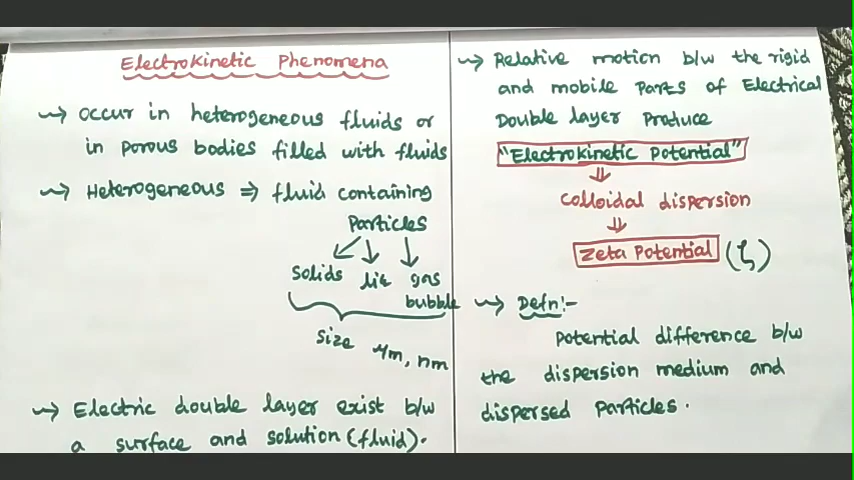 Electrokinetic Phenomena
occur in heterogeneous fluids or
in porous bodies filled with fluids
Heterogeneous ⇒ fluid containing
Particles
solids liq gas
bubble
size μm, nm
Electric double layer exist b/w
a surface and solution (fluid).
Relative motion b/w the rigid
and mobile parts of Electrical
Double layer produce
"Electrokinetic Potential"
colloidal dispersion
Zeta Potential (ζ)
Defn:-
Potential difference b/w
the dispersion medium and
dispersed particles.